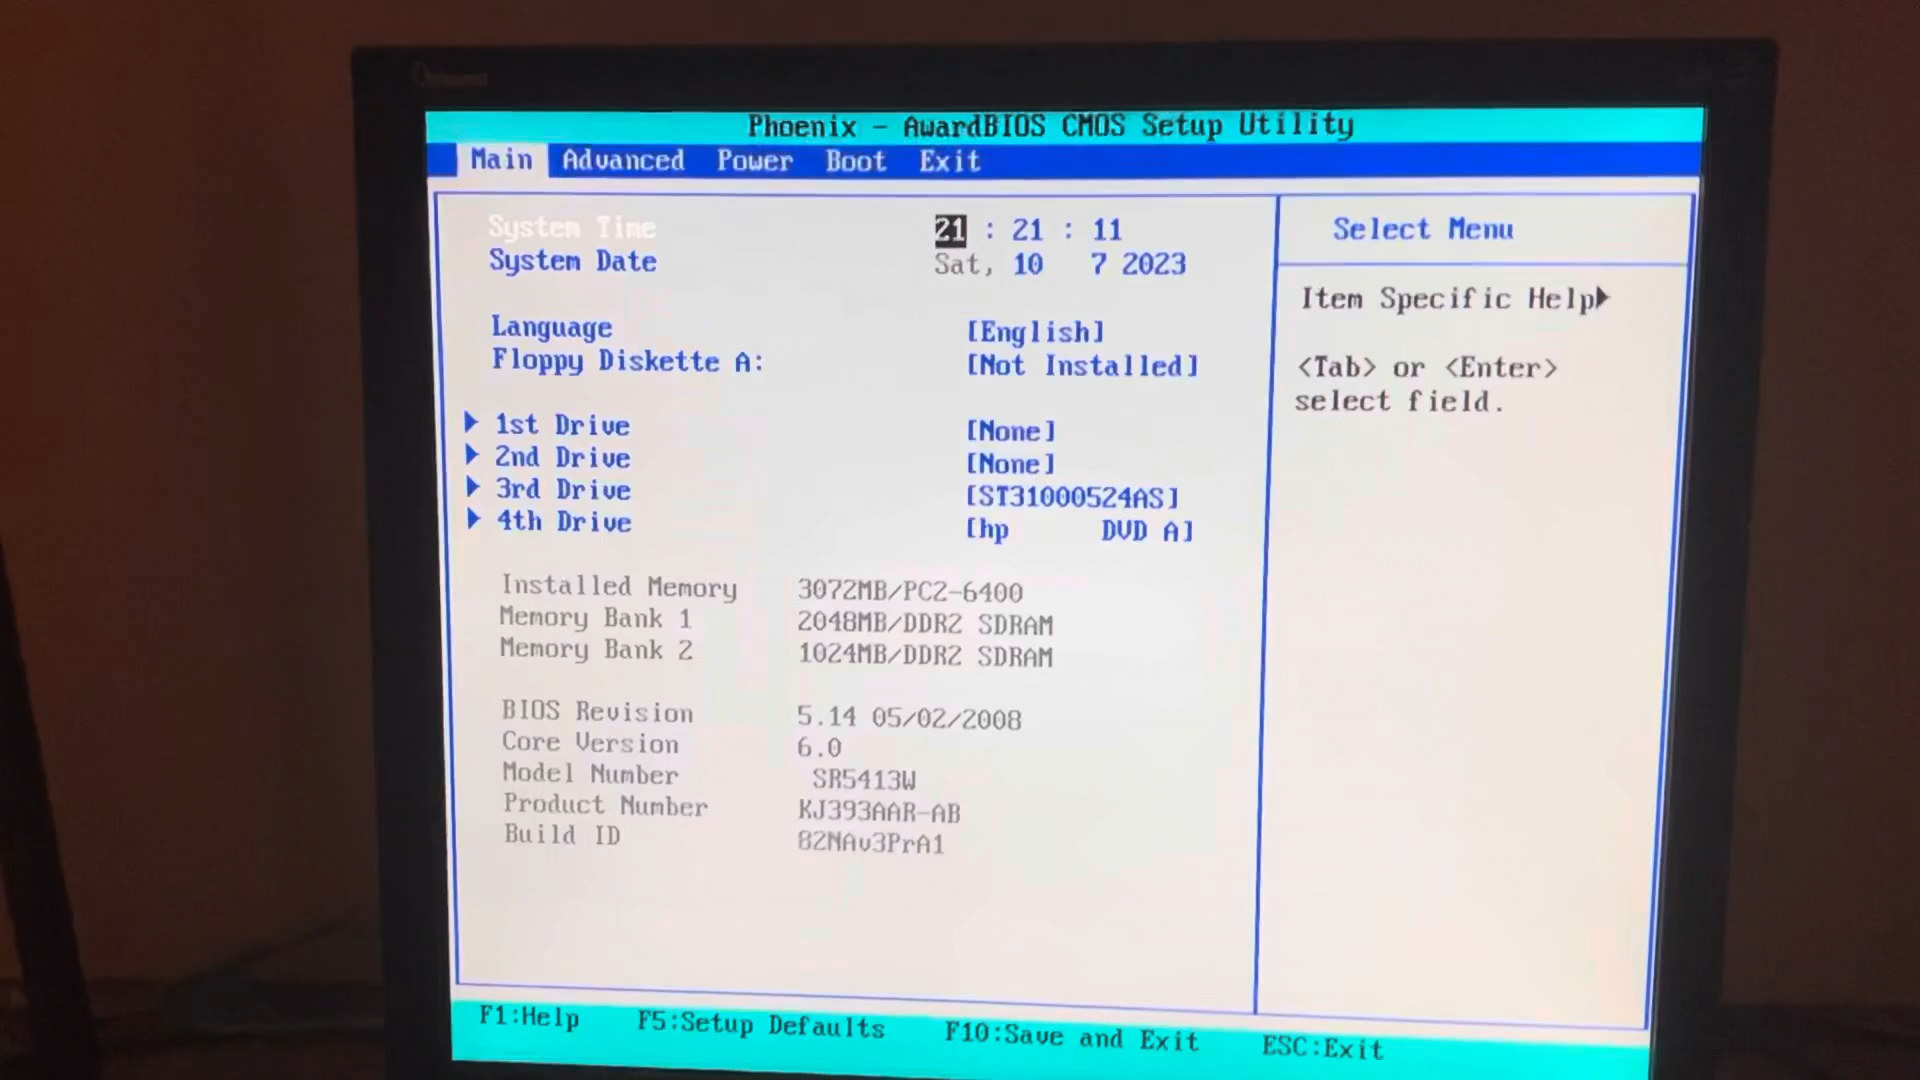 Phoenix - AwardBIOS CMOS Setup Utility
Main Advanced Power Boot Exit
System Time 21 : 21 : 11
System Date Sat, 10 7 2023
Language [English]
Floppy Diskette A: [Not Installed]
1st Drive [None]
2nd Drive [None]
3rd Drive [ST31000524AS]
4th Drive [hp DVD A]
Installed Memory 3072MB/PC2-6400
Memory Bank 1 2048MB/DDR2 SDRAM
Memory Bank 2 1024MB/DDR2 SDRAM
BIOS Revision 5.14 05/02/2008
Core Version 6.0
Model Number SR5413W
Product Number KJ393AAR-AB
Build ID 82NAv3PrA1
Select Menu
Item Specific Help
<Tab> or <Enter>
select field.
F1:Help F5:Setup Defaults F10:Save and Exit ESC:Exit